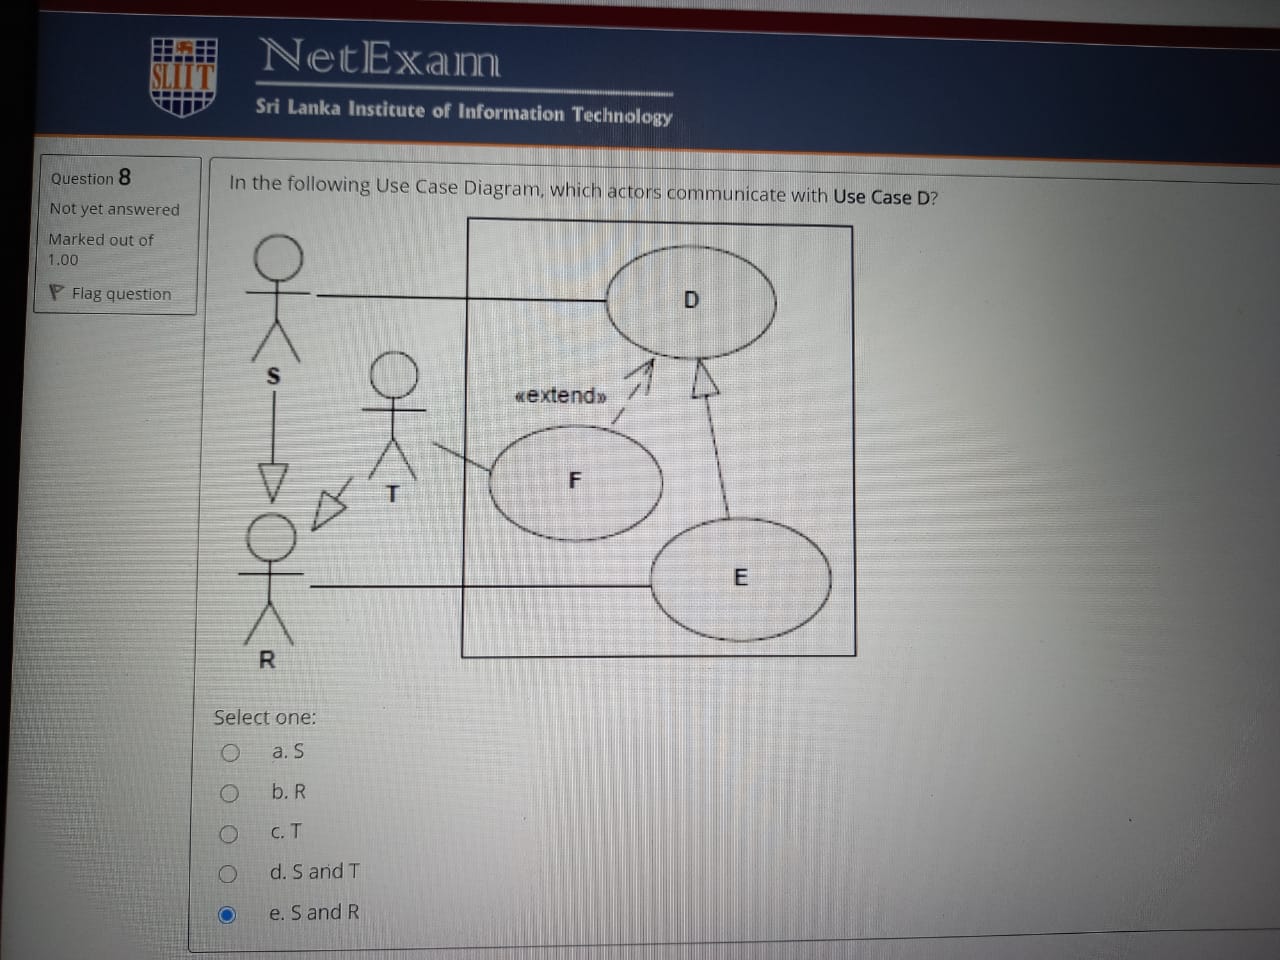 SLIIT
NetExam
Sri Lanka Institute of Information Technology
Question 8
Not yet answered
Marked out of
1.00
Flag question
In the following Use Case Diagram, which actors communicate with Use Case D?
D
S
«extend»
F
T
E
R
Select one:
a. S
b. R
c. T
d. S and T
e. S and R